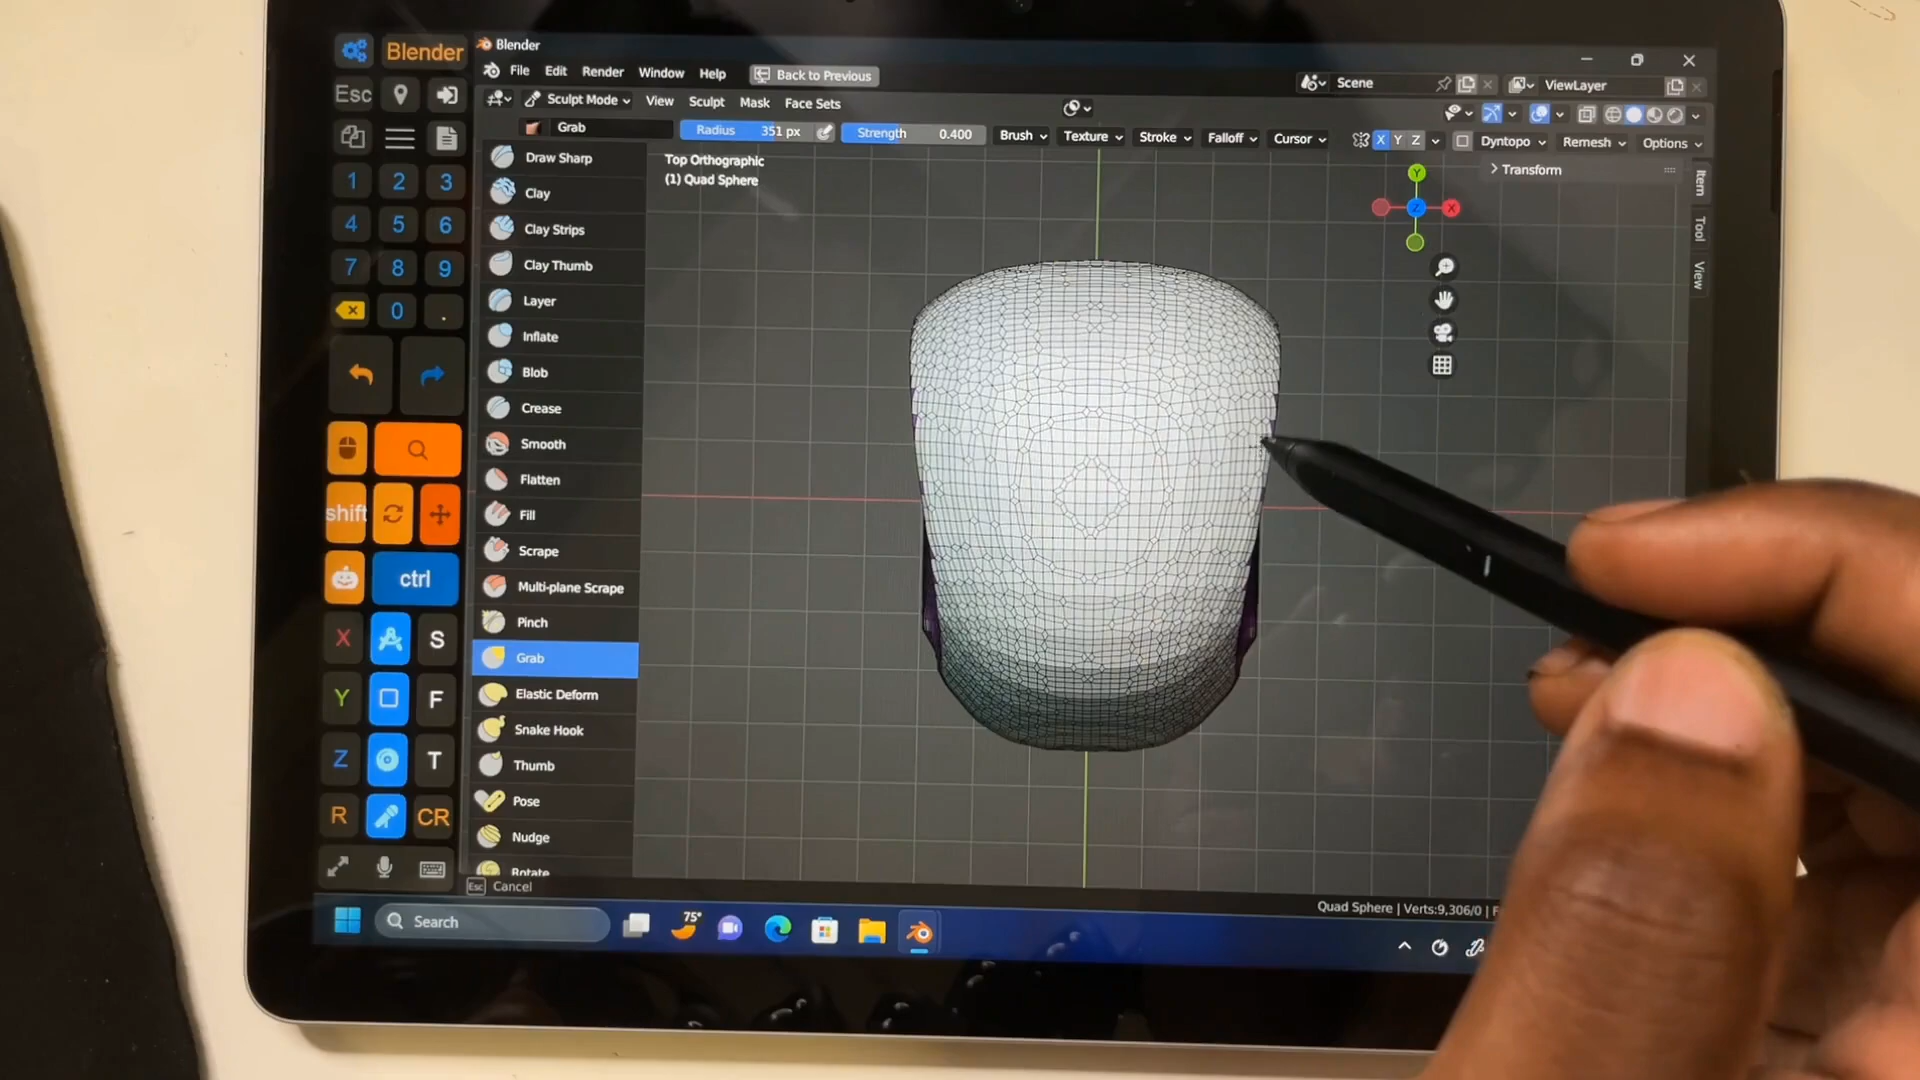 Blender
Blender
File Edit Render Window Help Back to Previous
Scene ViewLayer
Esc
Sculpt Mode View Sculpt Mask Face Sets
Grab Radius 351 px Strength 0.400 Brush Texture Stroke Falloff Cursor X Y Z Dyntopo Remesh Options
Top Orthographic
(1) Quad Sphere
Transform
Item
Tool
View
Y
Z
X
1 2 3
4 5 6
7 8 9
0 .
shift
ctrl
X S
Y F
Z T
R CR
Draw Sharp
Clay
Clay Strips
Clay Thumb
Layer
Inflate
Blob
Crease
Smooth
Flatten
Fill
Scrape
Multi-plane Scrape
Pinch
Grab
Elastic Deform
Snake Hook
Thumb
Pose
Nudge
Rotate
Esc Cancel
Quad Sphere | Verts:9,306/0 | F
Search
75°